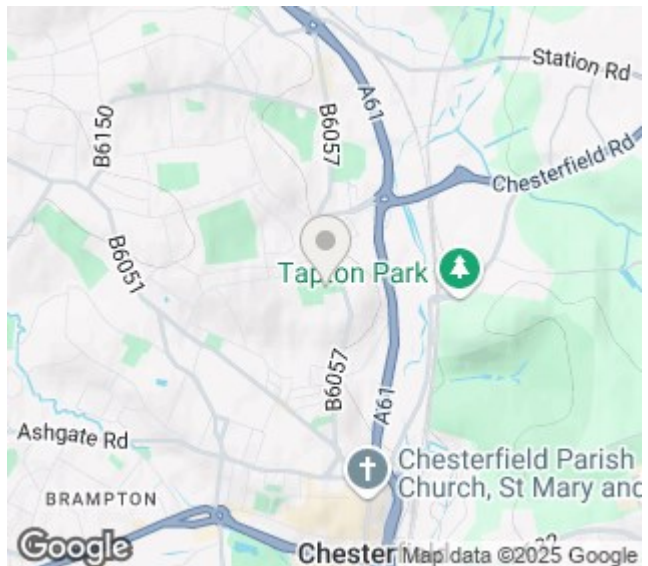 Station Rd
A61
B6057
B6150
Chesterfield Rd
B6051
Tapton Park
B6057
A61
Ashgate Rd
Chesterfield Parish
Church, St Mary and
BRAMPTON
Google
Map data ©2025 Google